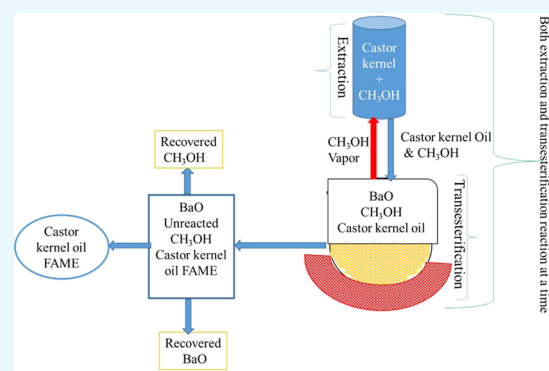 Extraction
Castor
kernel
+
CH₃OH
CH₃OH
Vapor
Castor kernel Oil
& CH₃OH
Both extraction and transesterification reaction at a time
Transesterification
BaO
CH₃OH
Castor kernel oil
Recovered
CH₃OH
BaO
Unreacted
CH₃OH
Castor kernel
oil FAME
Castor
kernel oil
FAME
Recovered
BaO